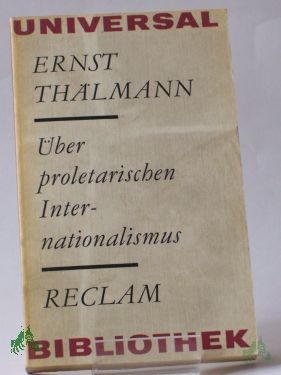 UNIVERSAL
ERNST
THÄLMANN
Über
proletarischen
Inter-
nationalismus
RECLAM
BIBLIOTHEK